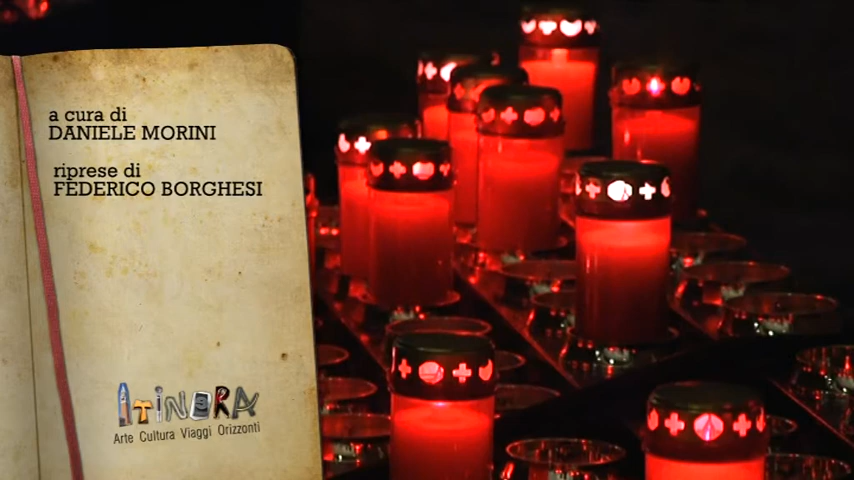 a cura di
DANIELE MORINI
riprese di
FEDERICO BORGHESI
ITINERA
Arte Cultura Viaggi Orizzonti